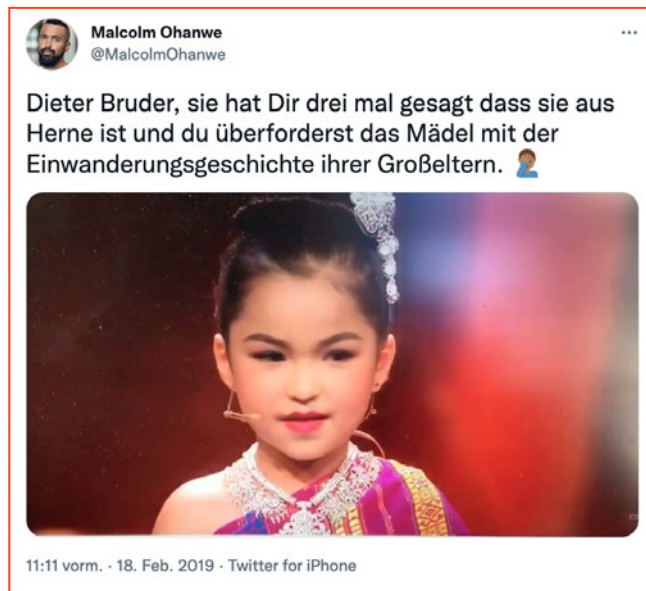 Malcolm Ohanwe
@MalcolmOhanwe
Dieter Bruder, sie hat Dir drei mal gesagt dass sie aus
Herne ist und du überforderst das Mädel mit der
Einwanderungsgeschichte ihrer Großeltern. 🤦🏾‍♂️
11:11 vorm. · 18. Feb. 2019 · Twitter for iPhone